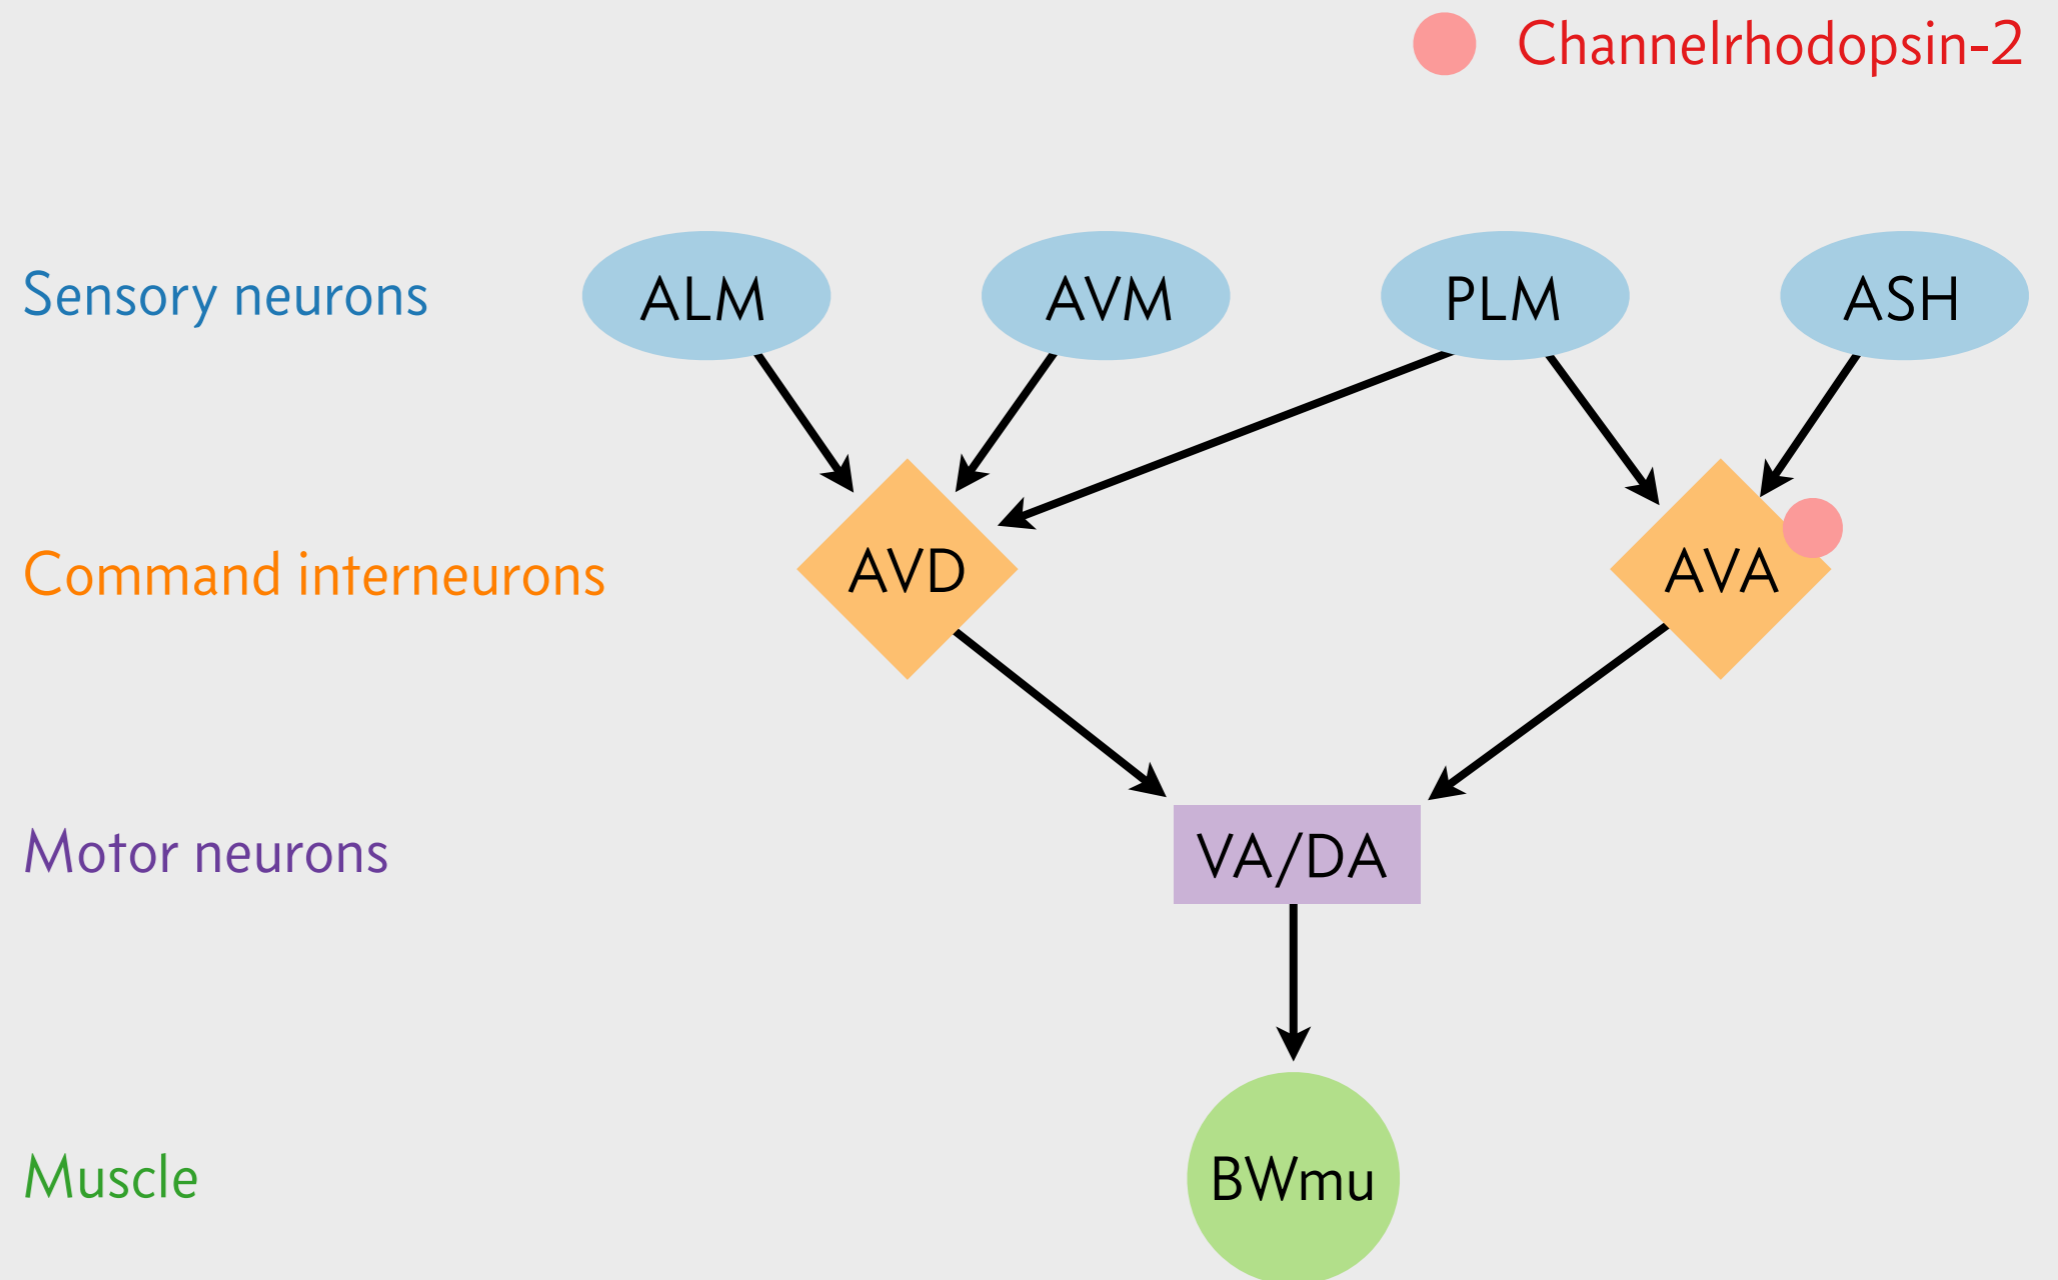 Channelrhodopsin-2
Sensory neurons
ALM
AVM
PLM
ASH
Command interneurons
AVD
AVA
Motor neurons
VA/DA
Muscle
BWmu